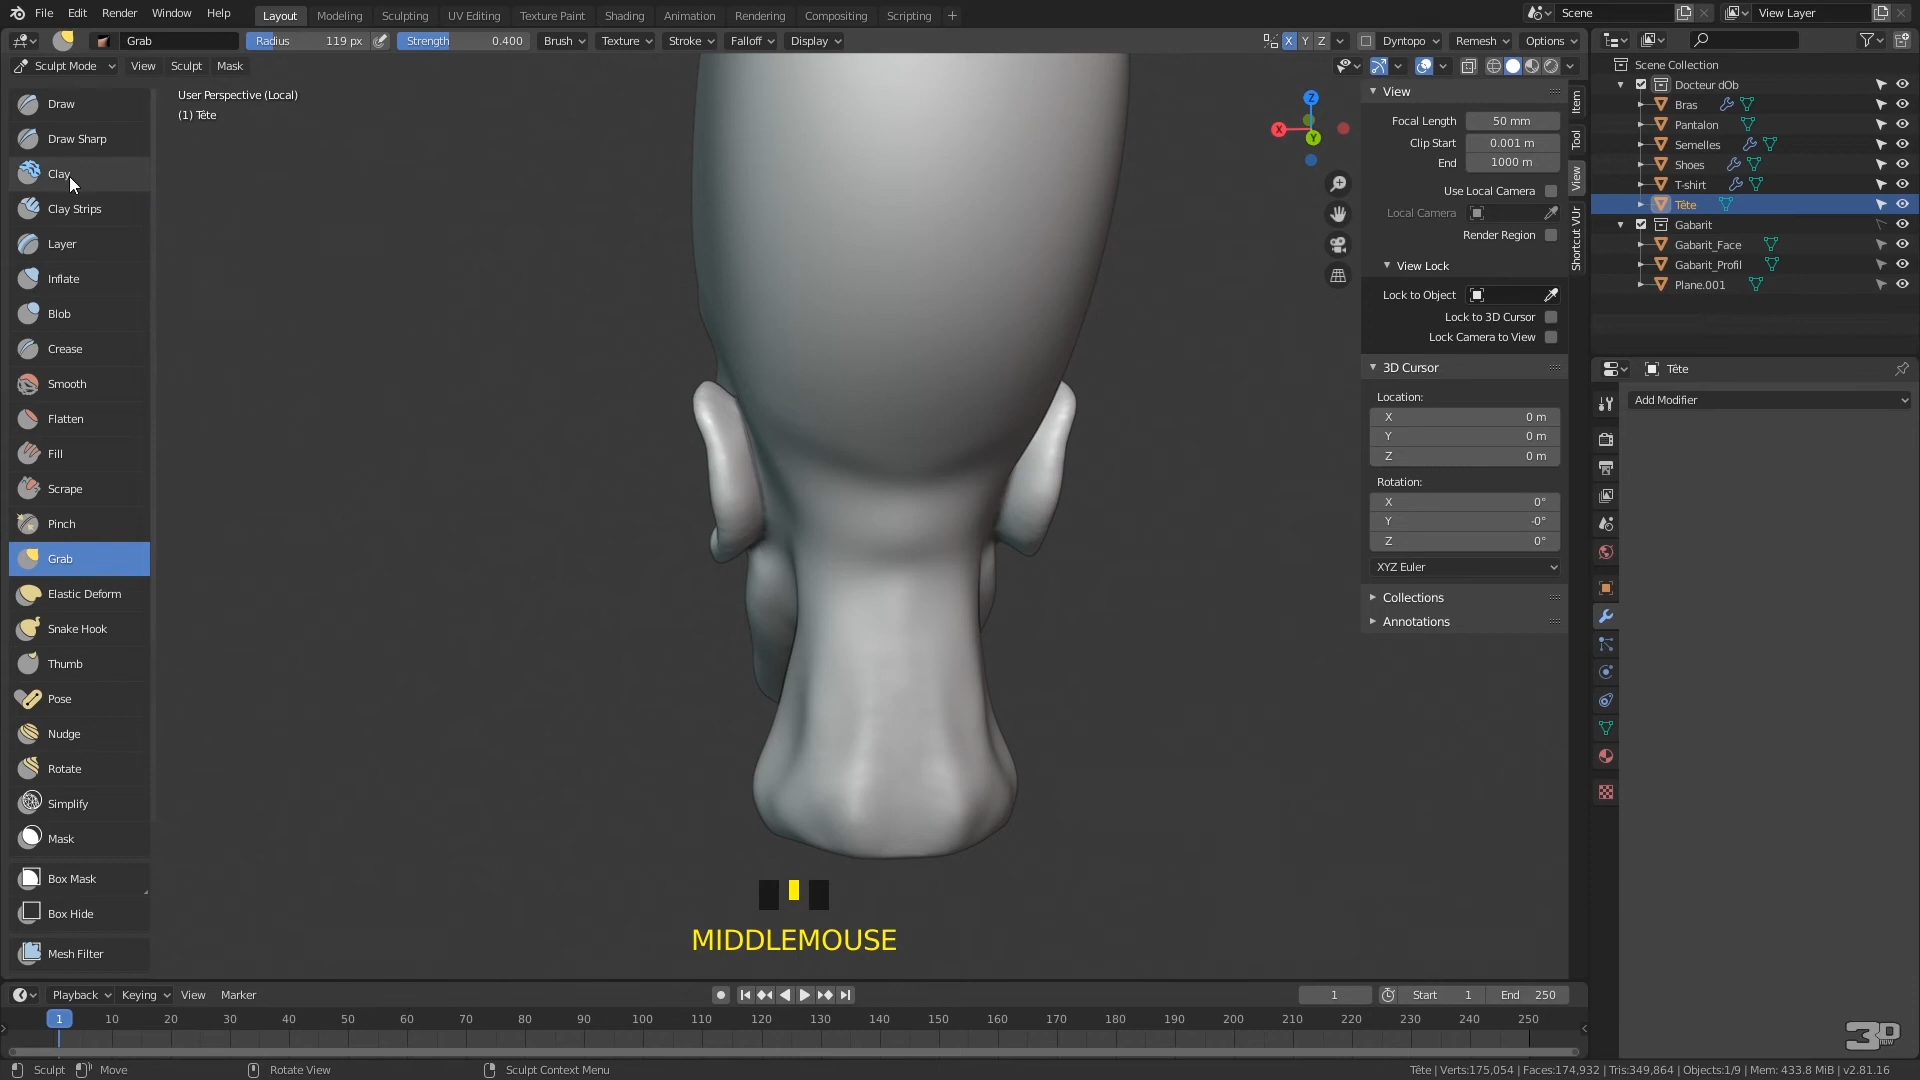 File Edit Render Window Help Layout Modeling Sculpting UV Editing Texture Paint Shading Animation Rendering Compositing Scripting + Scene View Layer
Grab Radius 119 px Strength 0.400 Brush Texture Stroke Falloff Display X Y Z Dyntopo Remesh Options
Sculpt Mode View Sculpt Mask
User Perspective (Local)
(1) Tête
Draw
Draw Sharp
Clay
Clay Strips
Layer
Inflate
Blob
Crease
Smooth
Flatten
Fill
Scrape
Pinch
Grab
Elastic Deform
Snake Hook
Thumb
Pose
Nudge
Rotate
Simplify
Mask
Box Mask
Box Hide
Mesh Filter
Z
X
Y
MIDDLEMOUSE
View
Focal Length 50 mm
Clip Start 0.001 m
End 1000 m
Use Local Camera
Local Camera
Render Region
View Lock
Lock to Object
Lock to 3D Cursor
Lock Camera to View
3D Cursor
Location:
X 0 m
Y 0 m
Z 0 m
Rotation:
X 0°
Y -0°
Z 0°
XYZ Euler
Collections
Annotations
Item
Tool
View
Shortcut VUr
Scene Collection
Docteur dOb
Bras
Pantalon
Semelles
Shoes
T-shirt
Tête
Gabarit
Gabarit_Face
Gabarit_Profil
Plane.001
Tête
Add Modifier
Playback Keying View Marker 1 Start 1 End 250
1 10 20 30 40 50 60 70 80 90 100 110 120 130 140 150 160 170 180 190 200 210 220 230 240 250
3D now
Sculpt Move Rotate View Sculpt Context Menu Tête | Verts:175,054 | Faces:174,932 | Tris:349,864 | Objects:1/9 | Mem: 433.8 MiB | v2.81.16